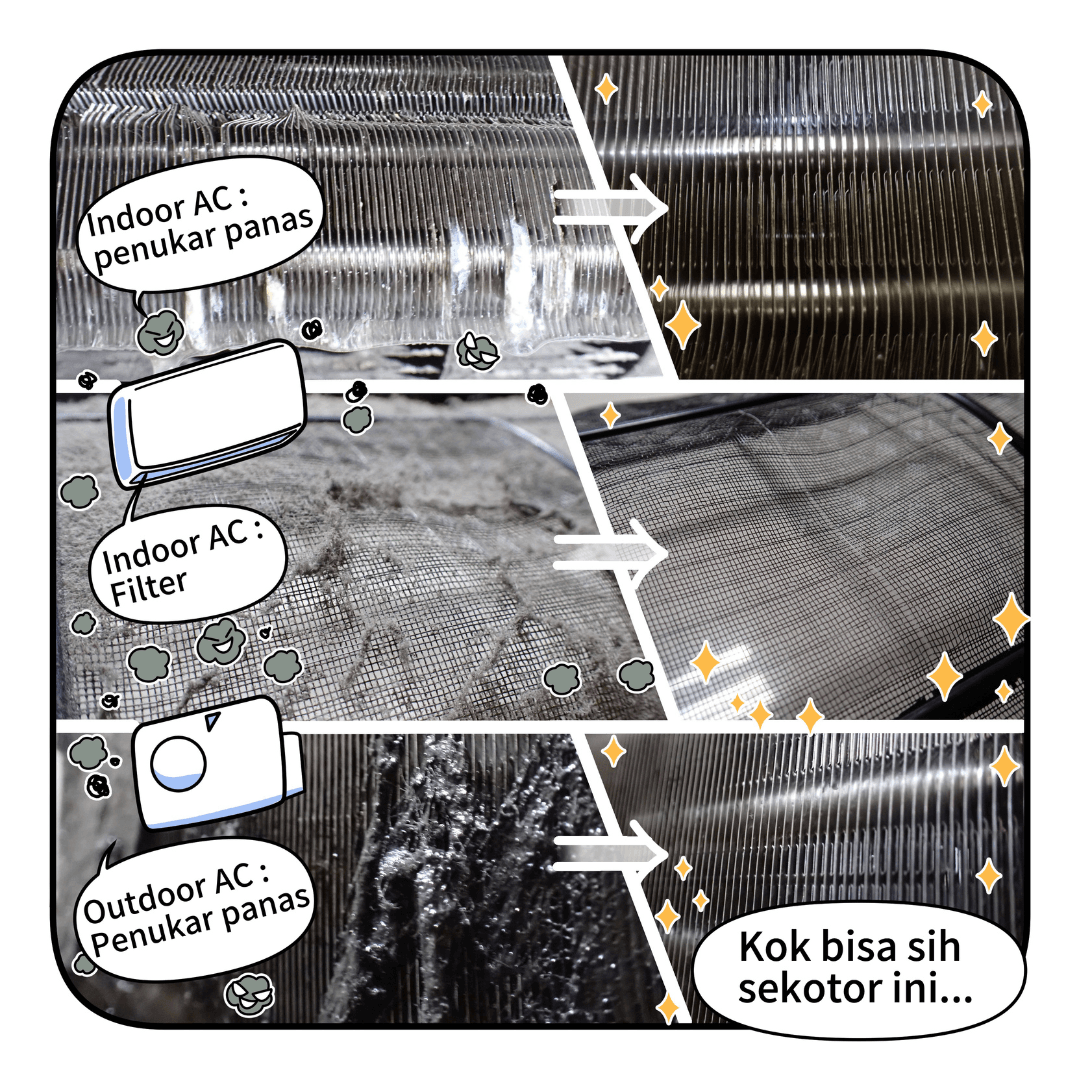 Indoor AC :
penukar panas
Indoor AC :
Filter
Outdoor AC :
Penukar panas
Kok bisa sih
sekotor ini...